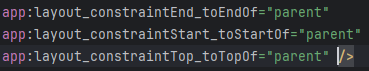 app:layout_constraintEnd_toEndOf="parent"
app:layout_constraintStart_toStartOf="parent"
app:layout_constraintTop_toTopOf="parent" />